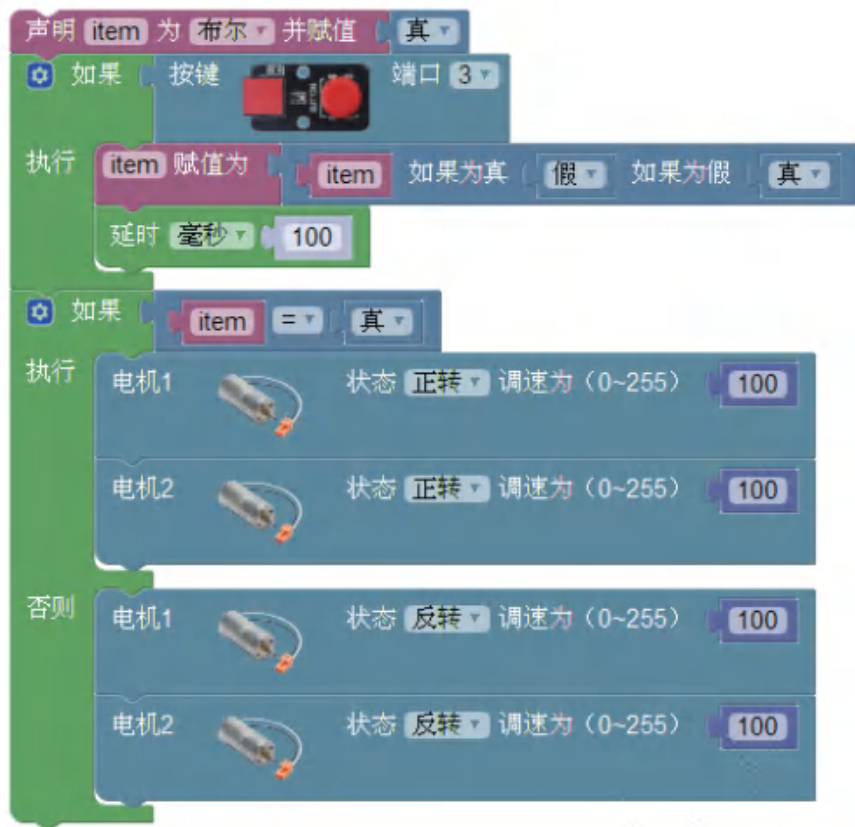 声明 item 为 布尔 并赋值 真
如果 按键 端口 3
执行 item 赋值为 item 如果为真 假 如果为假 真
延时 毫秒 100
如果 item = 真
执行 电机1 状态 正转 调速为（0~255） 100
电机2 状态 正转 调速为（0~255） 100
否则 电机1 状态 反转 调速为（0~255） 100
电机2 状态 反转 调速为（0~255） 100